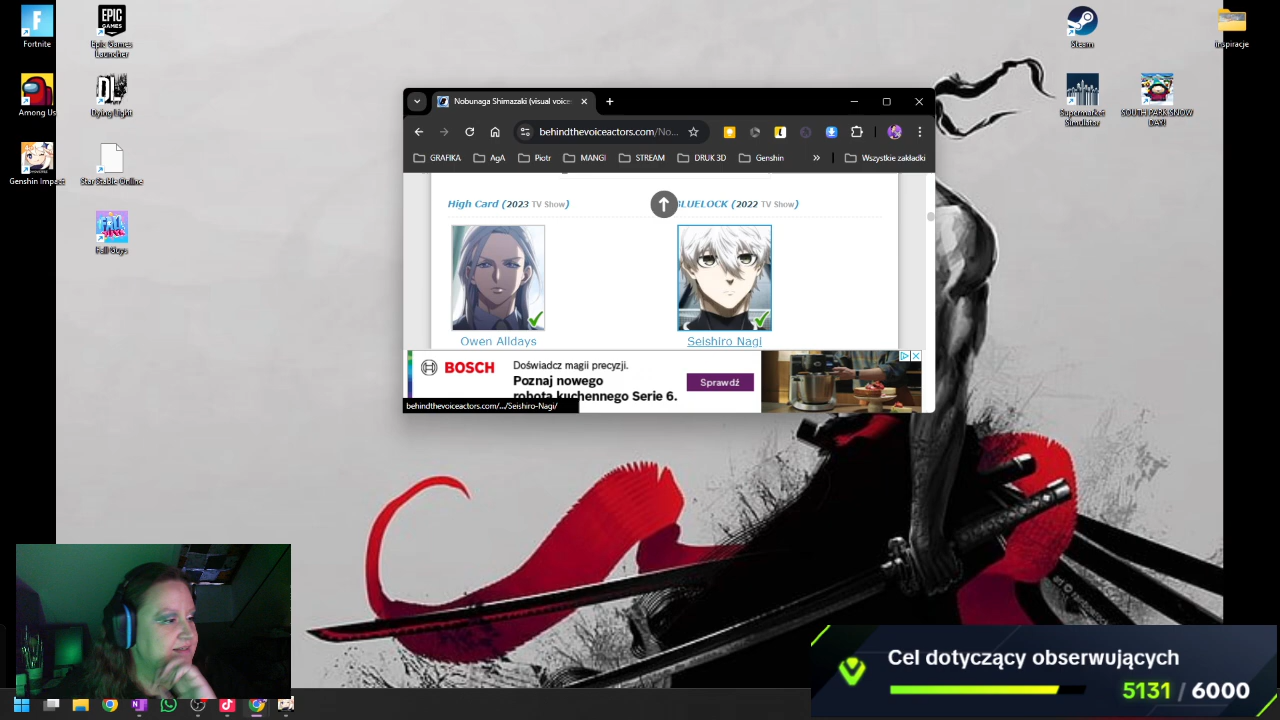 Fortnite
Epic Games
Launcher
Among Us
Dying Light
Genshin Impact
Star Stable Online
Fall Guys
Steam
inspiracje
Supermarket
Simulator
SOUTH PARK SNOW
DAY!
Nobunaga Shimazaki (visual voice
behindthevoiceactors.com/No...
GRAFIKA
AgA
Piotr
MANGI
STREAM
DRUK 3D
Genshin
»
Wszystkie zakładki
High Card (2023 TV Show)
BLUELOCK (2022 TV Show)
Owen Alldays
Seishiro Nagi
BOSCH
Doświadcz magii precyzji.
Poznaj nowego
robota kuchennego Serie 6.
Sprawdź
behindthevoiceactors.com/.../Seishiro-Nagi/
Cel dotyczący obserwujących
5131 / 6000